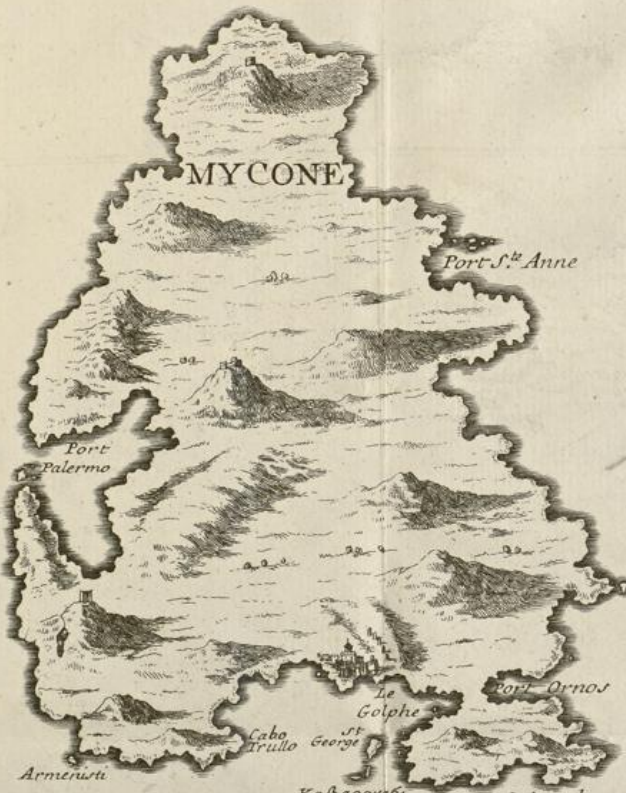 MYCONE
Port S.te Anne
Port
Palermo
Port Ornos
Le
Golphe
Cabo
Trullo
St
George
Armenisti